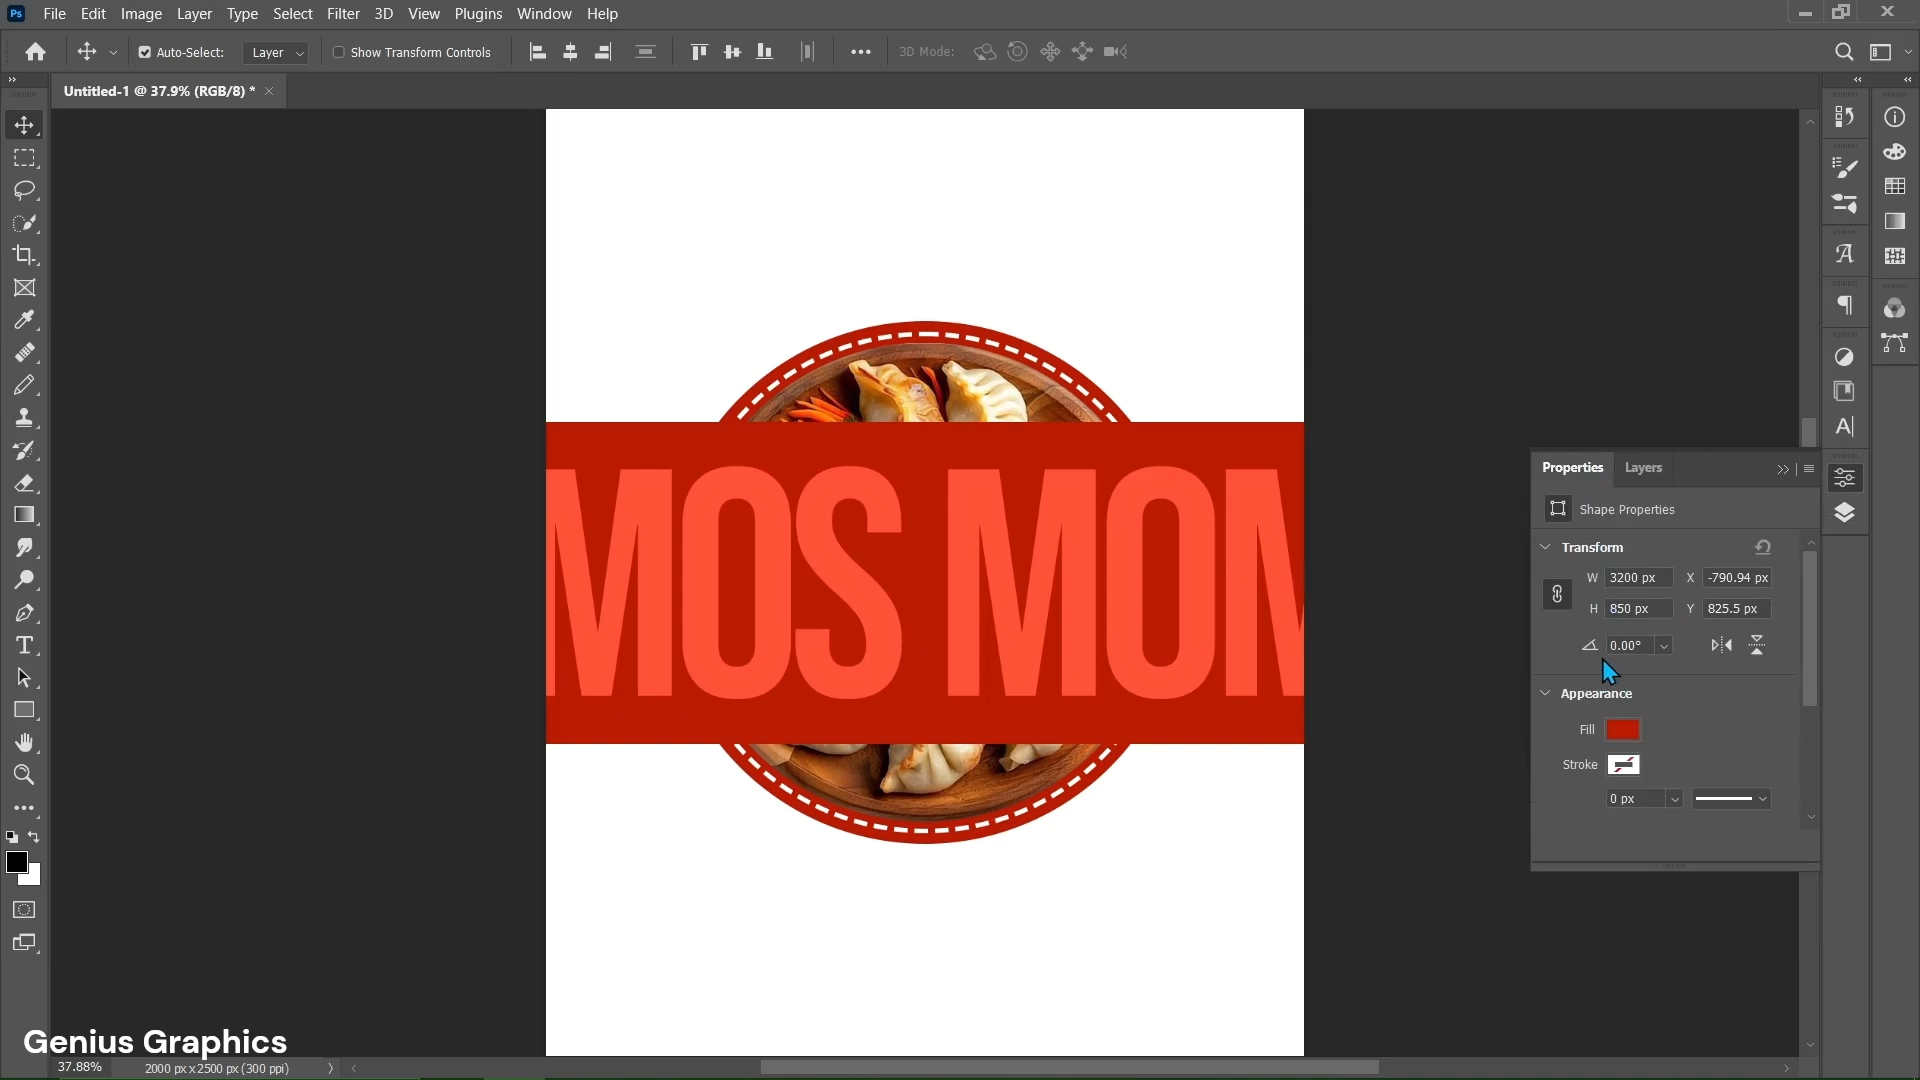 Ps File Edit Image Layer Type Select Filter 3D View Plugins Window Help
Auto-Select: Layer Show Transform Controls 3D Mode:
Untitled-1 @ 37.9% (RGB/8) *
MOS MOM
Properties Layers
Shape Properties
Transform
W 3200 px X -790.94 px
H 850 px Y 825.5 px
0.00°
Appearance
Fill
Stroke
0 px
Genius Graphics
37.88% 2000 px x 2500 px (300 ppi)